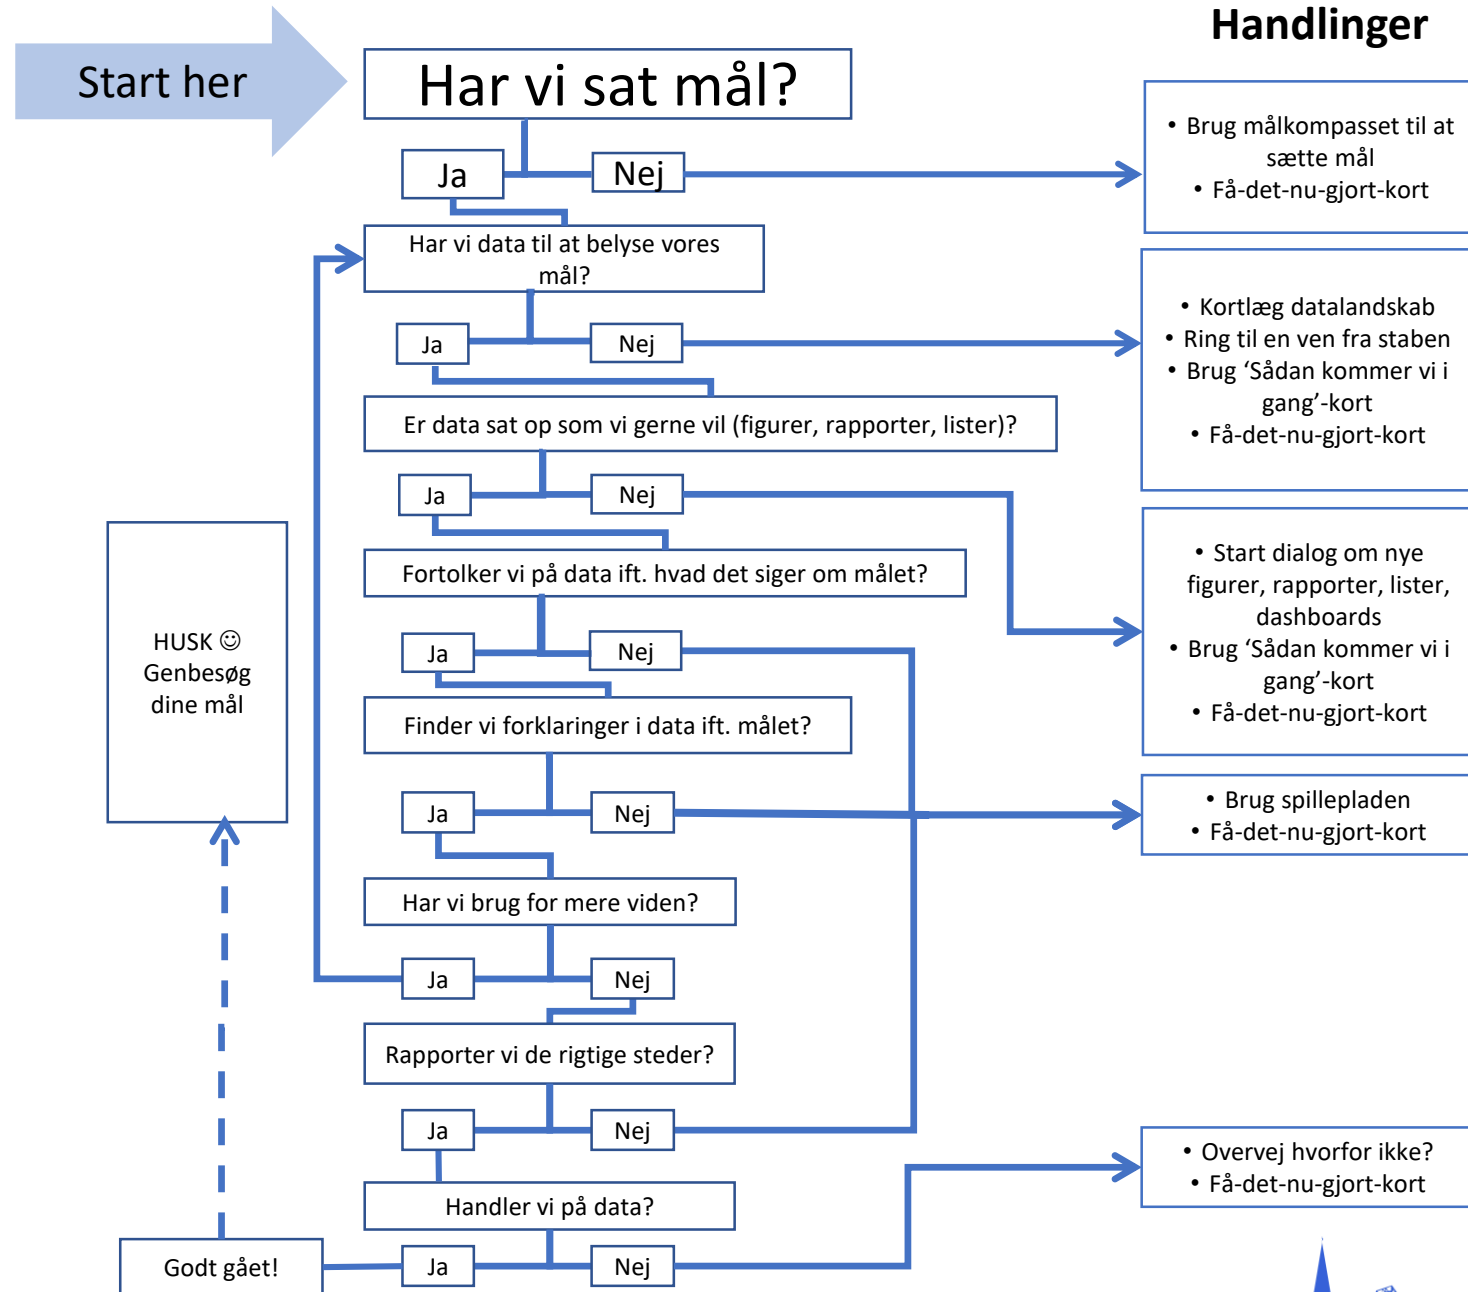 Handlinger
Start her
Har vi sat mål?
Ja
Nej
• Brug målkompasset til at
sætte mål
• Få-det-nu-gjort-kort
Har vi data til at belyse vores
mål?
Ja
Nej
• Kortlæg datalandskab
• Ring til en ven fra staben
• Brug ‘Sådan kommer vi i
gang’-kort
• Få-det-nu-gjort-kort
Er data sat op som vi gerne vil (figurer, rapporter, lister)?
Ja
Nej
• Start dialog om nye
figurer, rapporter, lister,
dashboards
• Brug ‘Sådan kommer vi i
gang’-kort
• Få-det-nu-gjort-kort
Fortolker vi på data ift. hvad det siger om målet?
Ja
Nej
HUSK ☺
Genbesøg
dine mål
Finder vi forklaringer i data ift. målet?
Ja
Nej
• Brug spillepladen
• Få-det-nu-gjort-kort
Har vi brug for mere viden?
Ja
Nej
Rapporter vi de rigtige steder?
Ja
Nej
• Overvej hvorfor ikke?
• Få-det-nu-gjort-kort
Handler vi på data?
Godt gået!
Ja
Nej